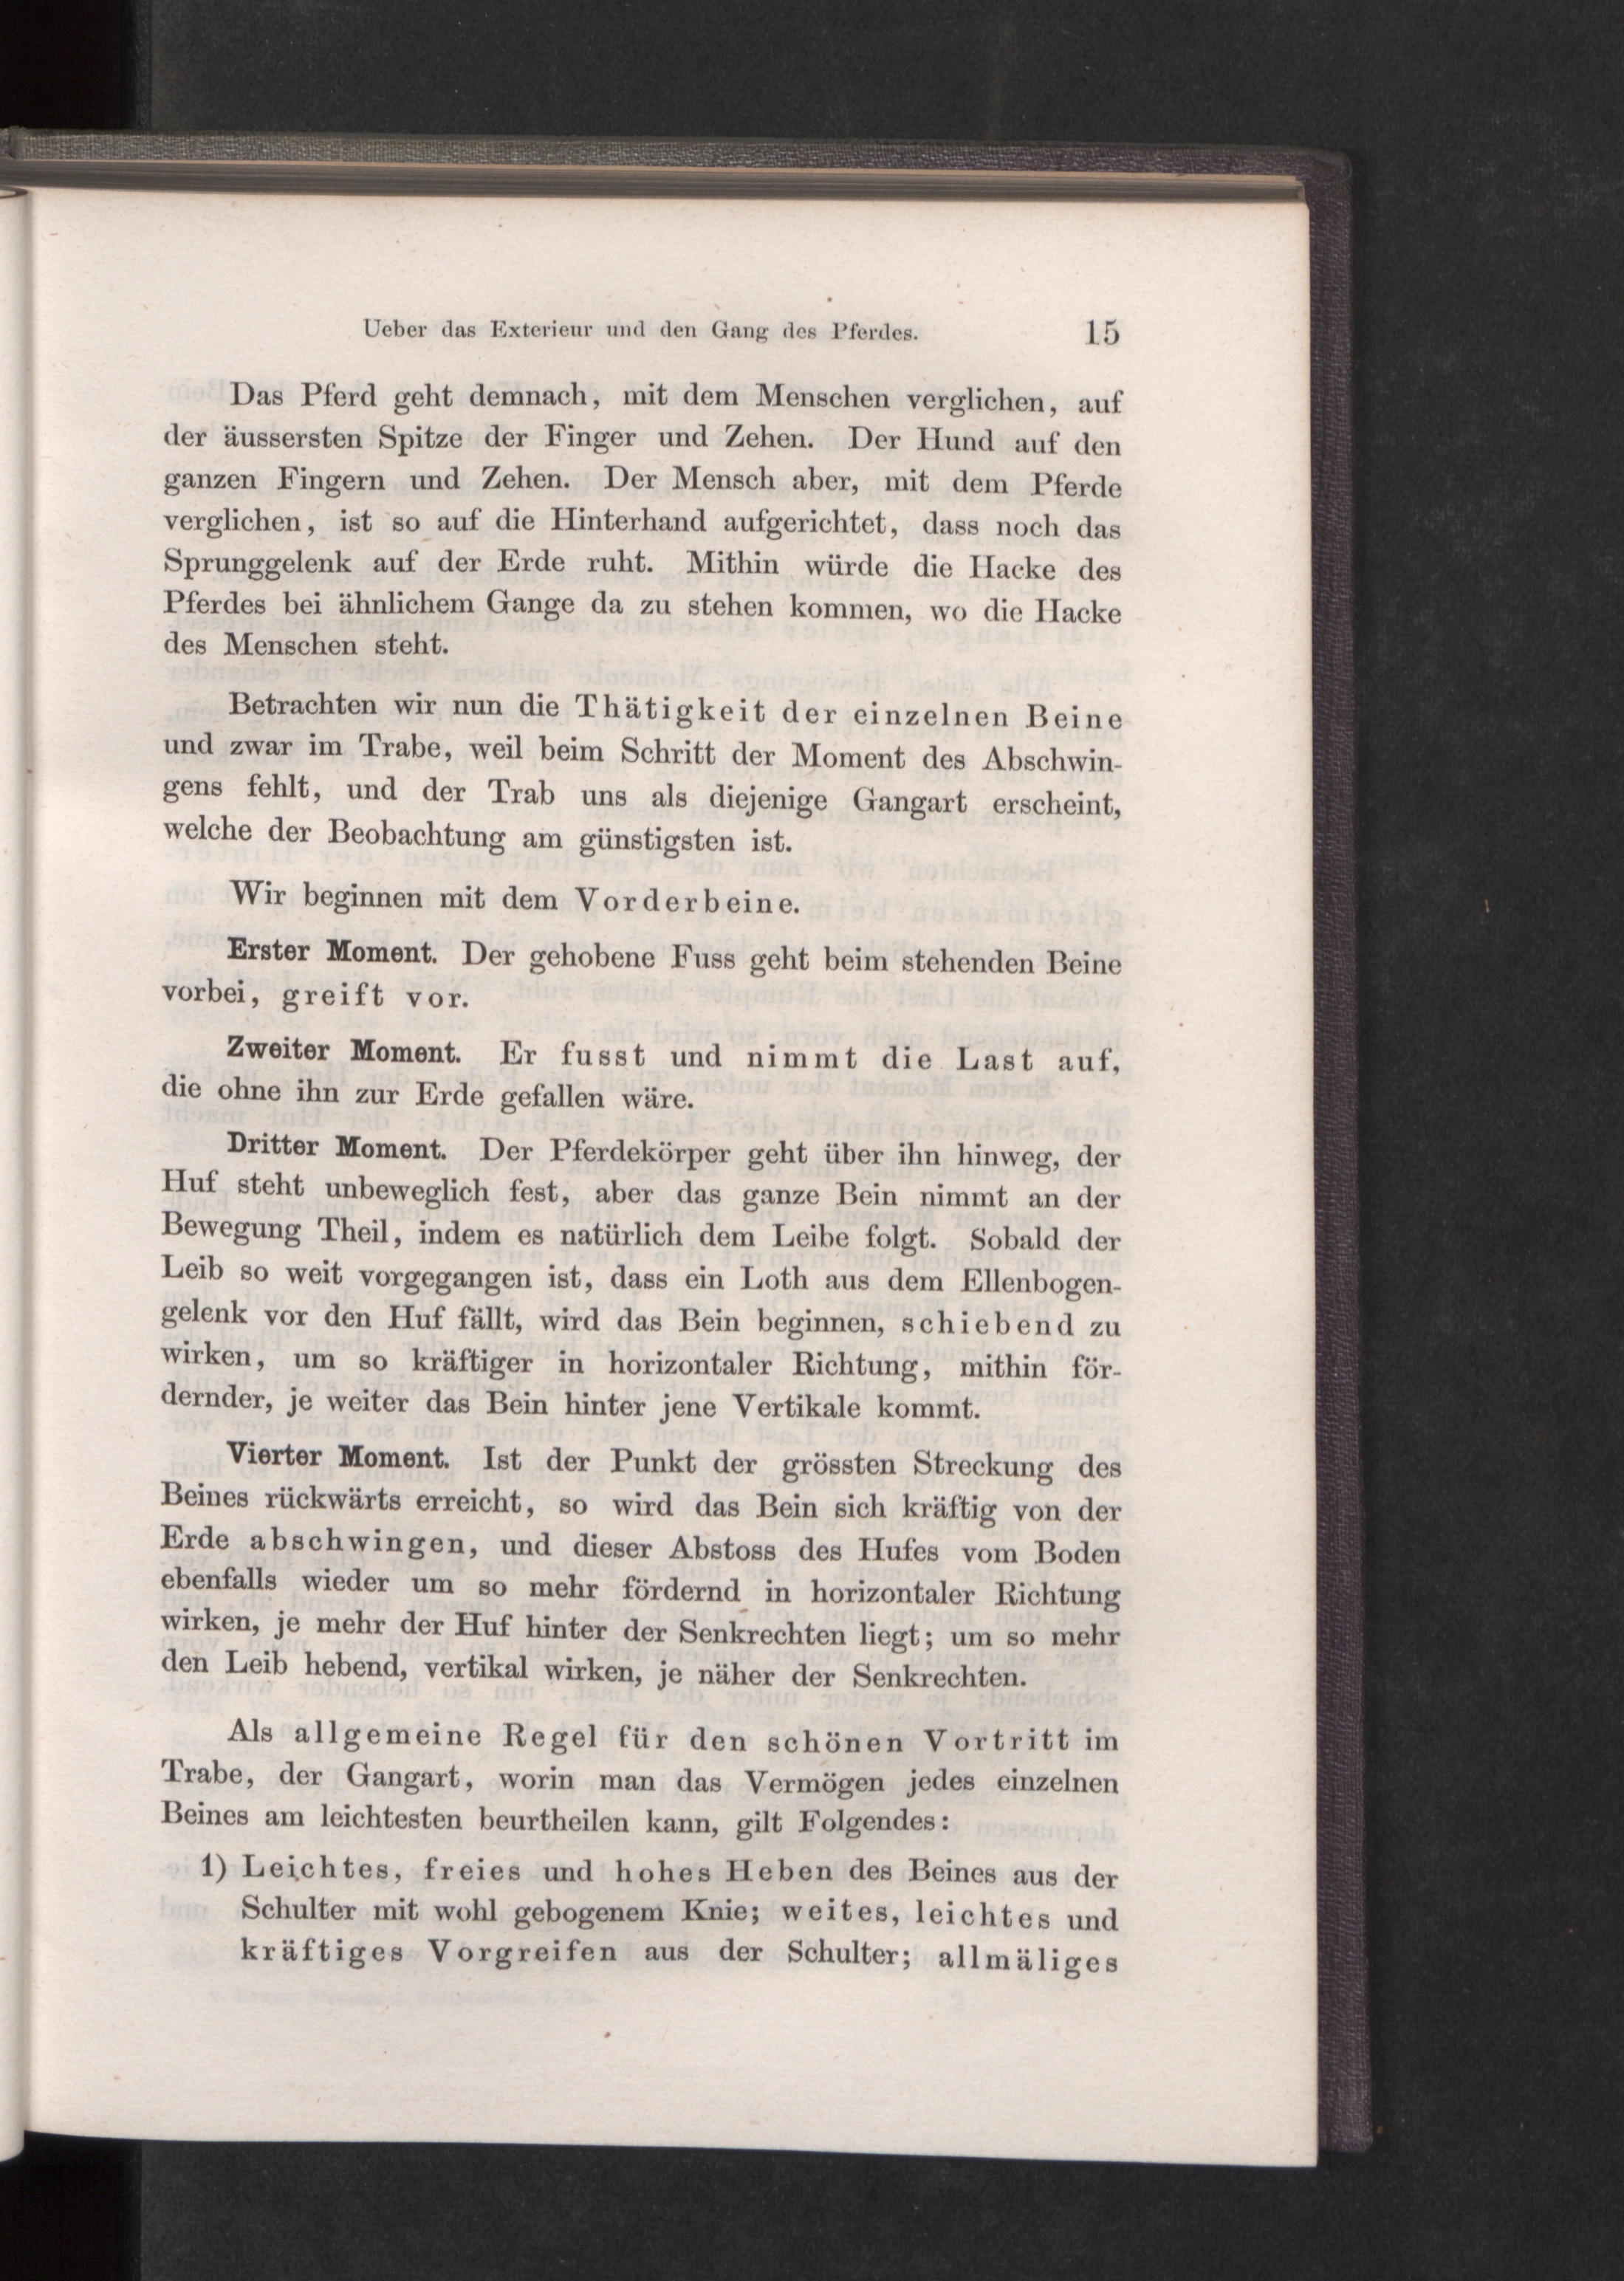 Ueber das Exterieur und den Gang des Pferdes. 15
Das Pferd geht demnach, mit dem Menschen verglichen, auf
der äussersten Spitze der Finger und Zehen. Der Hund auf den
ganzen Fingern und Zehen. Der Mensch aber, mit dem Pferde
verglichen, ist so auf die Hinterhand aufgerichtet, dass noch das
Sprunggelenk auf der Erde ruht. Mithin würde die Hacke des
Pferdes bei ähnlichem Gange da zu stehen kommen, wo die Hacke
des Menschen steht.
Betrachten wir nun die Thätigkeit der einzelnen Beine
und zwar im Trabe, weil beim Schritt der Moment des Abschwin-
gens fehlt, und der Trab uns als diejenige Gangart erscheint,
welche der Beobachtung am günstigsten ist.
Wir beginnen mit dem Vorderbeine.
Erster Moment. Der gehobene Fuss geht beim stehenden Beine
vorbei, greift vor.
Zweiter Moment. Er fusst und nimmt die Last auf,
die ohne ihn zur Erde gefallen wäre.
Dritter Moment. Der Pferdekörper geht über ihn hinweg, der
Huf steht unbeweglich fest, aber das ganze Bein nimmt an der
Bewegung Theil, indem es natürlich dem Leibe folgt. Sobald der
Leib so weit vorgegangen ist, dass ein Loth aus dem Ellenbogen-
gelenk vor den Huf fällt, wird das Bein beginnen, schiebend zu
wirken, um so kräftiger in horizontaler Richtung, mithin för-
dernder, je weiter das Bein hinter jene Vertikale kommt.
Vierter Moment. Ist der Punkt der grössten Streckung des
Beines rückwärts erreicht, so wird das Bein sich kräftig von der
Erde abschwingen, und dieser Abstoss des Hufes vom Boden
ebenfalls wieder um so mehr fördernd in horizontaler Richtung
wirken, je mehr der Huf hinter der Senkrechten liegt; um so mehr
den Leib hebend, vertikal wirken, je näher der Senkrechten.
Als allgemeine Regel für den schönen Vortritt im
Trabe, der Gangart, worin man das Vermögen jedes einzelnen
Beines am leichtesten beurtheilen kann, gilt Folgendes:
1) Leichtes, freies und hohes Heben des Beines aus der
Schulter mit wohl gebogenem Knie; weites, leichtes und
kräftiges Vorgreifen aus der Schulter; allmäliges